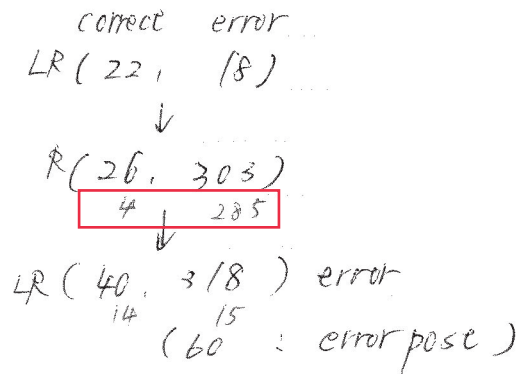 correct error
LR ( 22, 18 )
↓
R ( 26, 303 )
4 285
↓
LR ( 40, 318 ) error
14 15
( 60 : error pose )